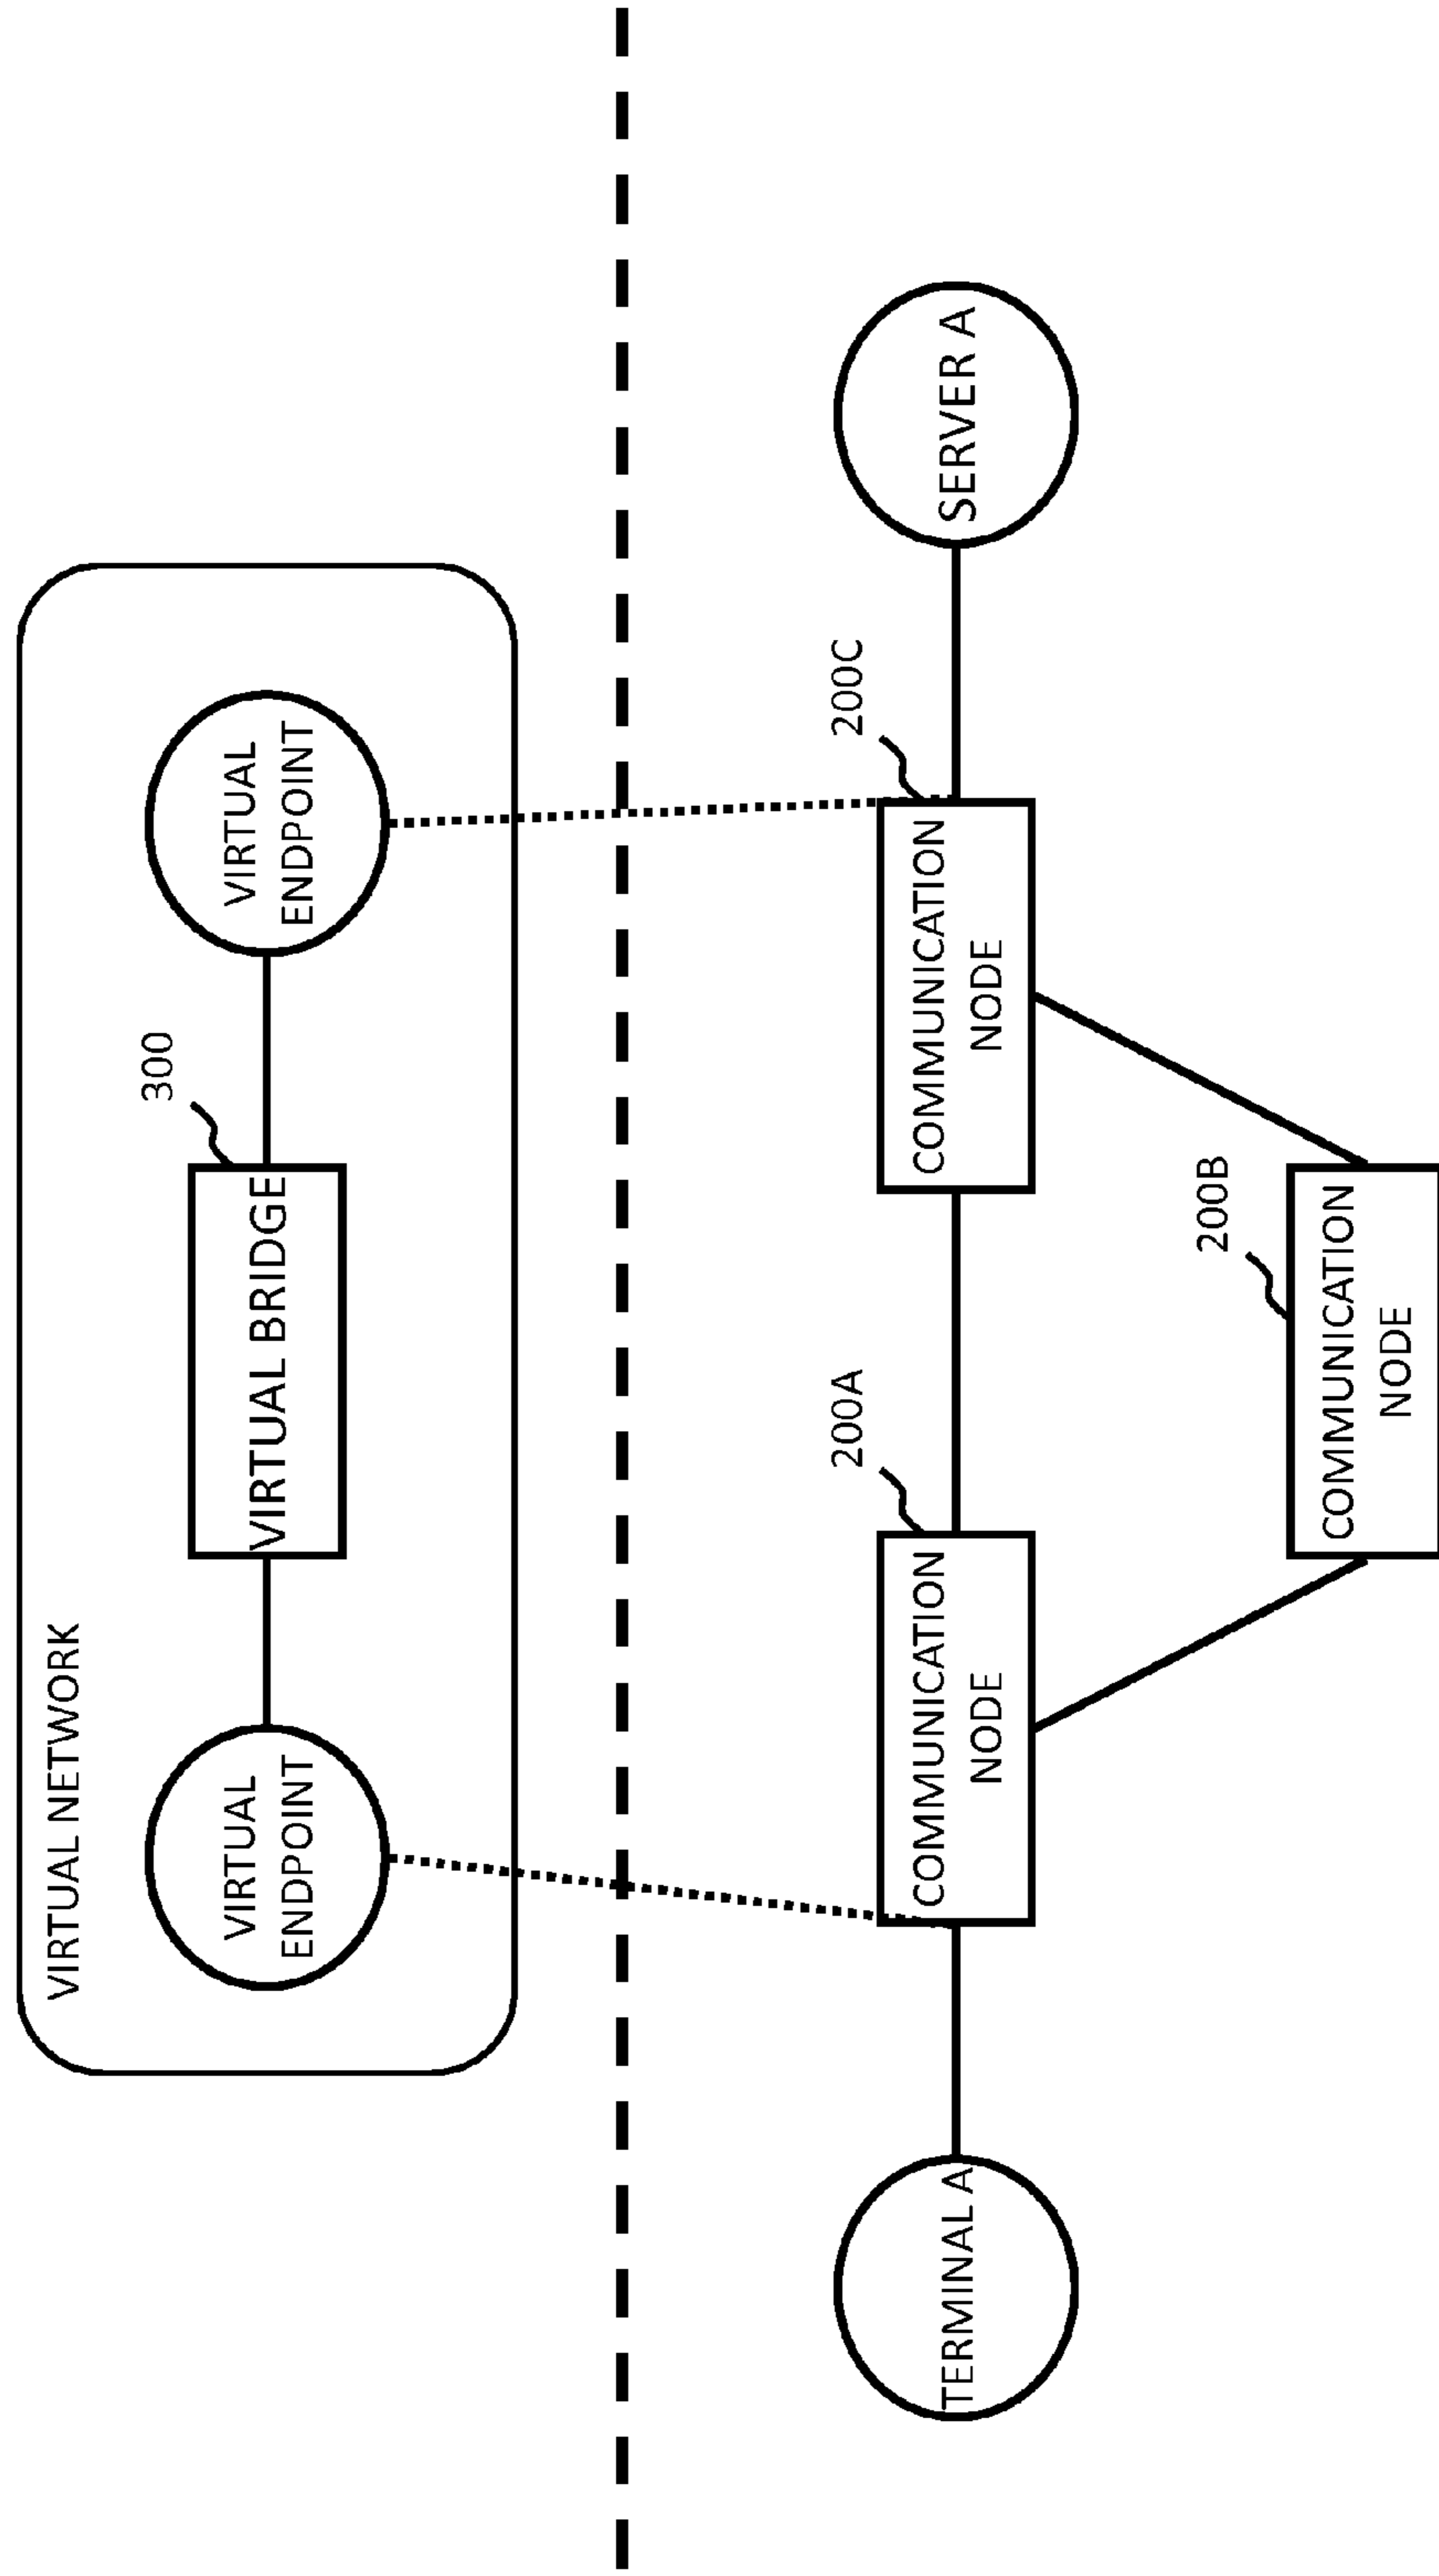 VIRTUAL NETWORK
300
VIRTUAL
ENDPOINT
VIRTUAL BRIDGE
VIRTUAL
ENDPOINT
200A
200C
TERMINAL A
COMMUNICATION
NODE
COMMUNICATION
NODE
SERVER A
200B
COMMUNICATION
NODE